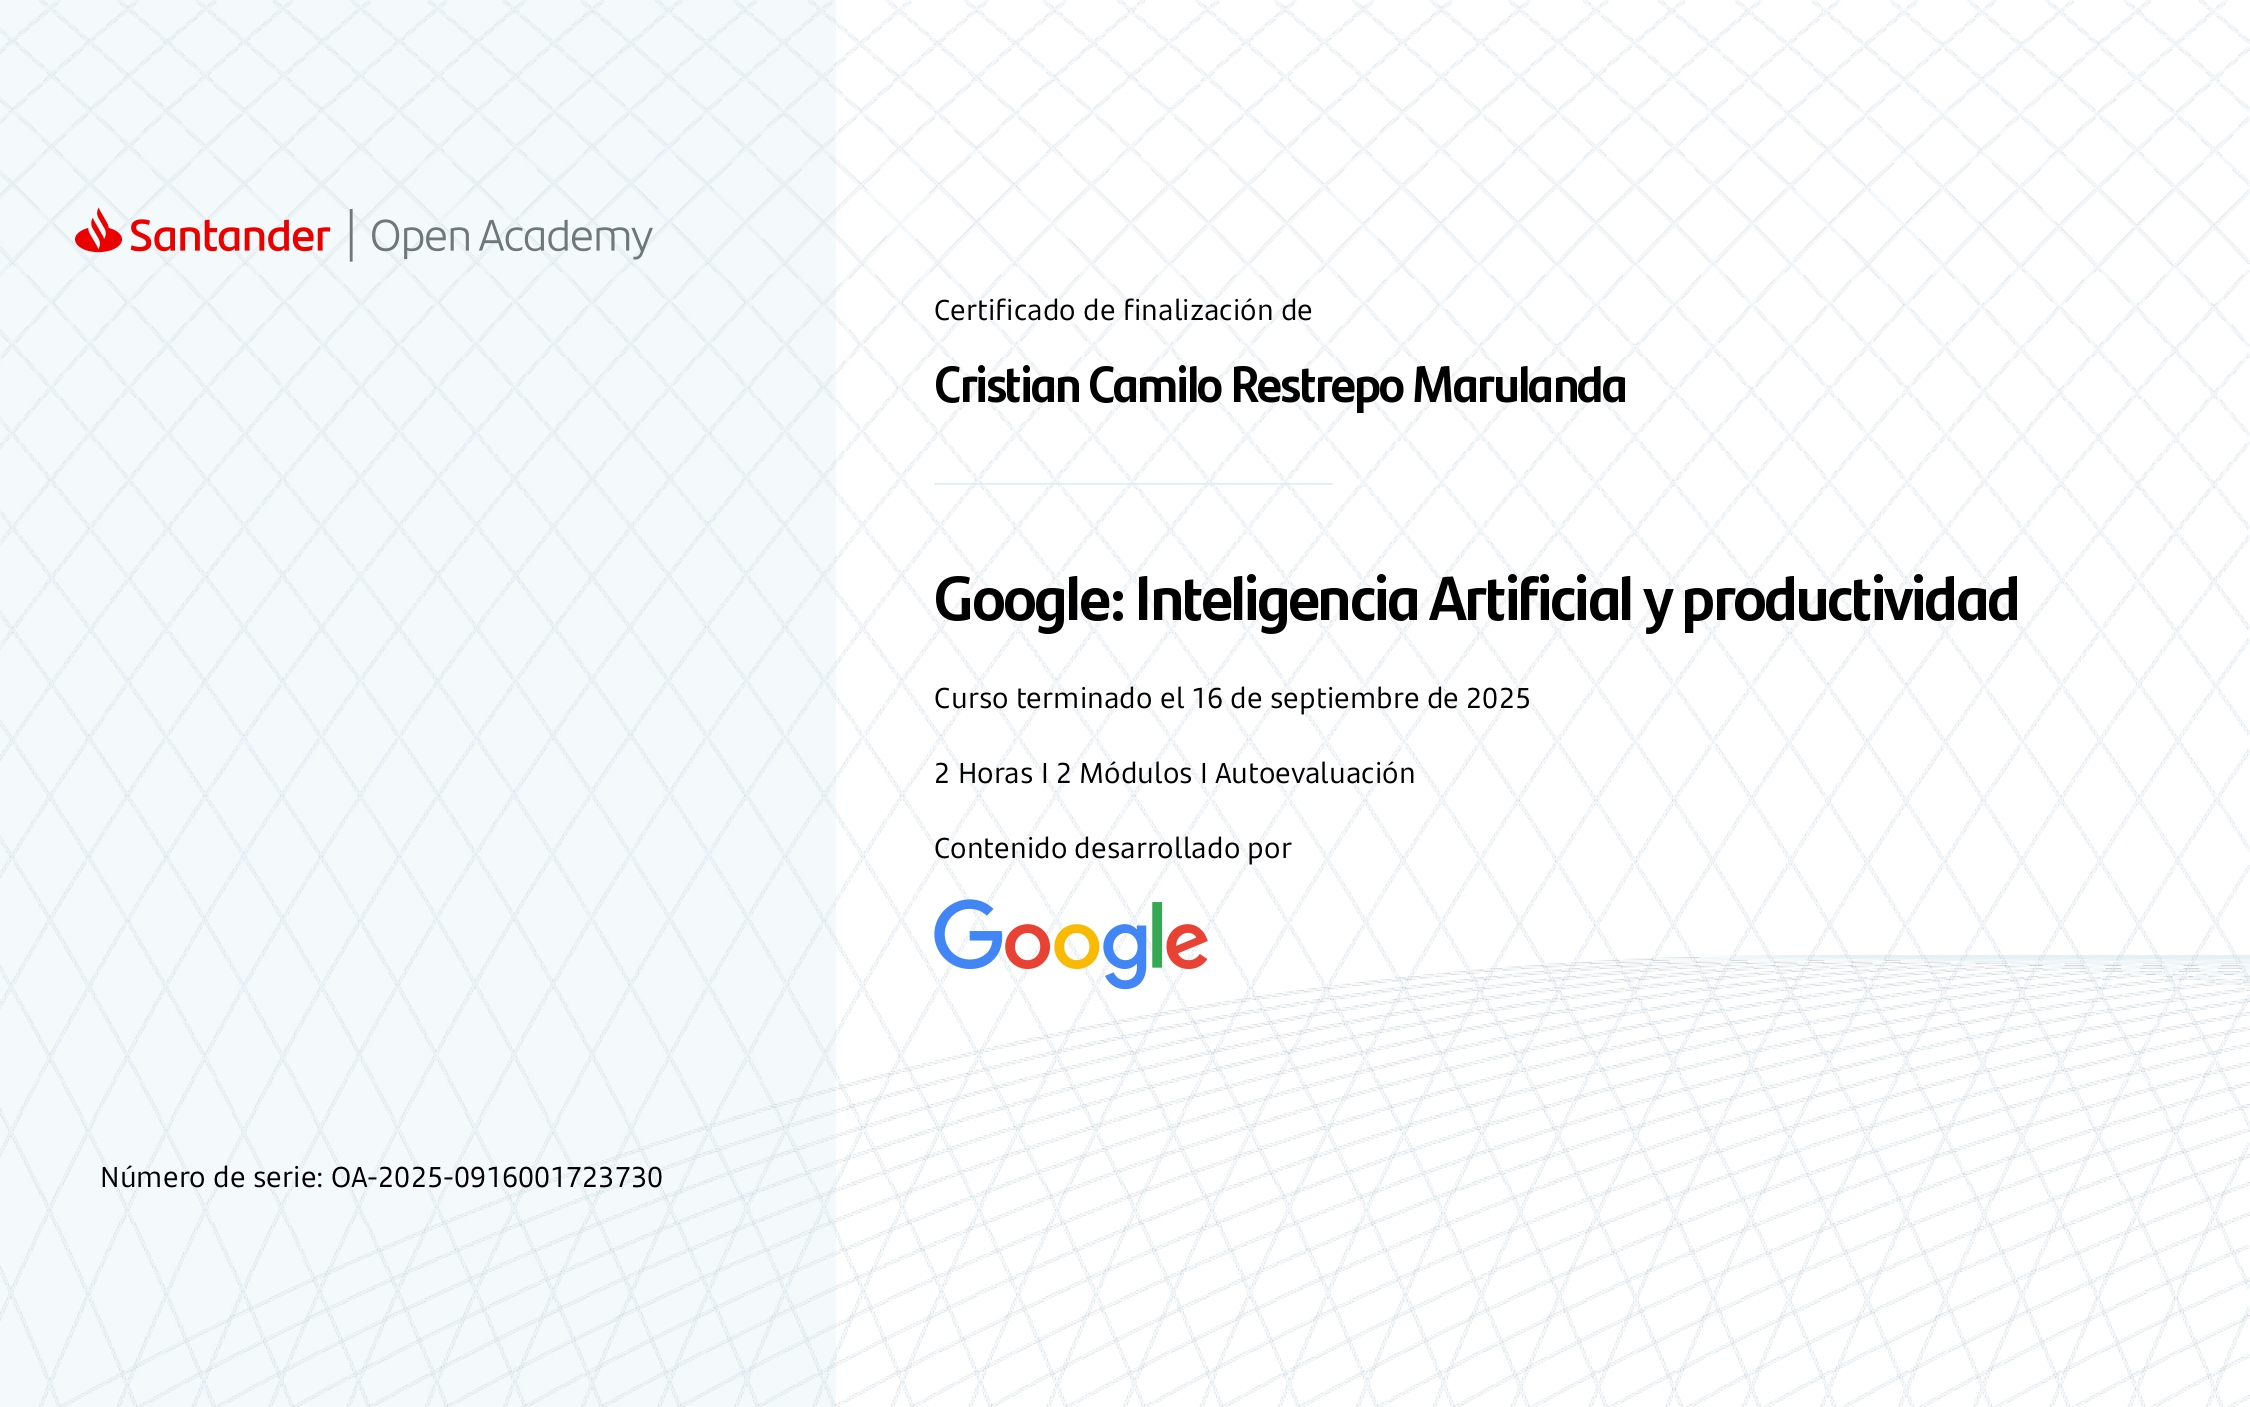 Santander | Open Academy
Certificado de finalización de
Cristian Camilo Restrepo Marulanda
Google: Inteligencia Artificial y productividad
Curso terminado el 16 de septiembre de 2025
2 Horas I 2 Módulos I Autoevaluación
Contenido desarrollado por
Google
Número de serie: OA-2025-0916001723730